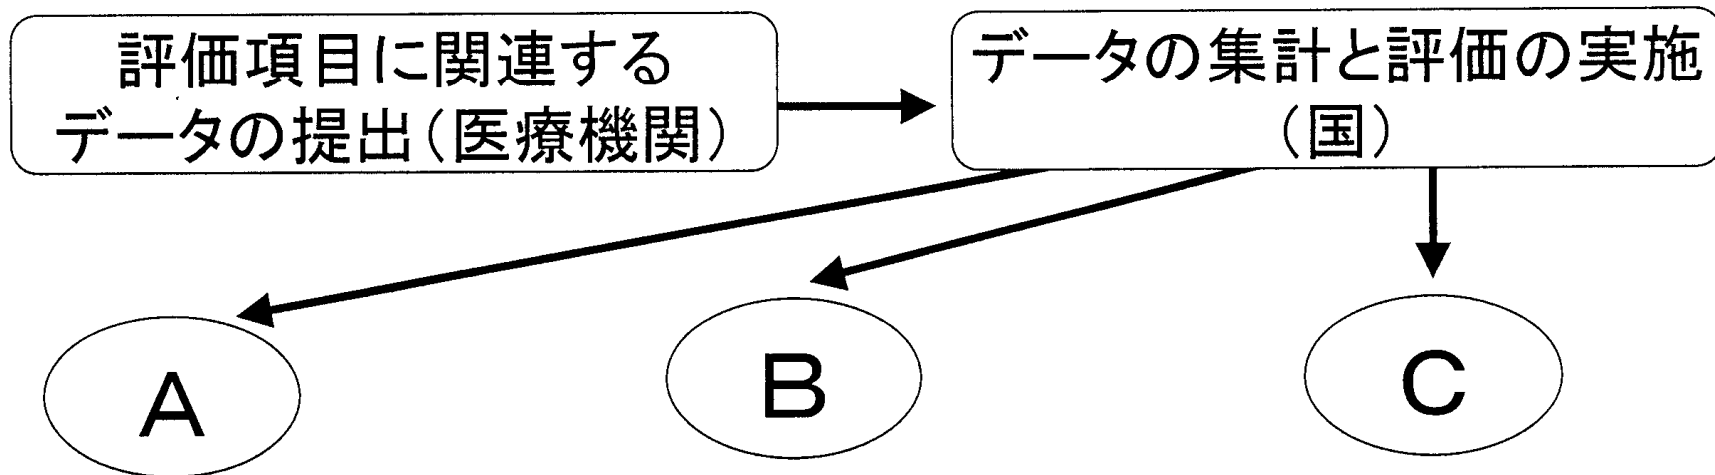 評価項目に関連する
データの提出(医療機関)
データの集計と評価の実施
(国)
A
B
C